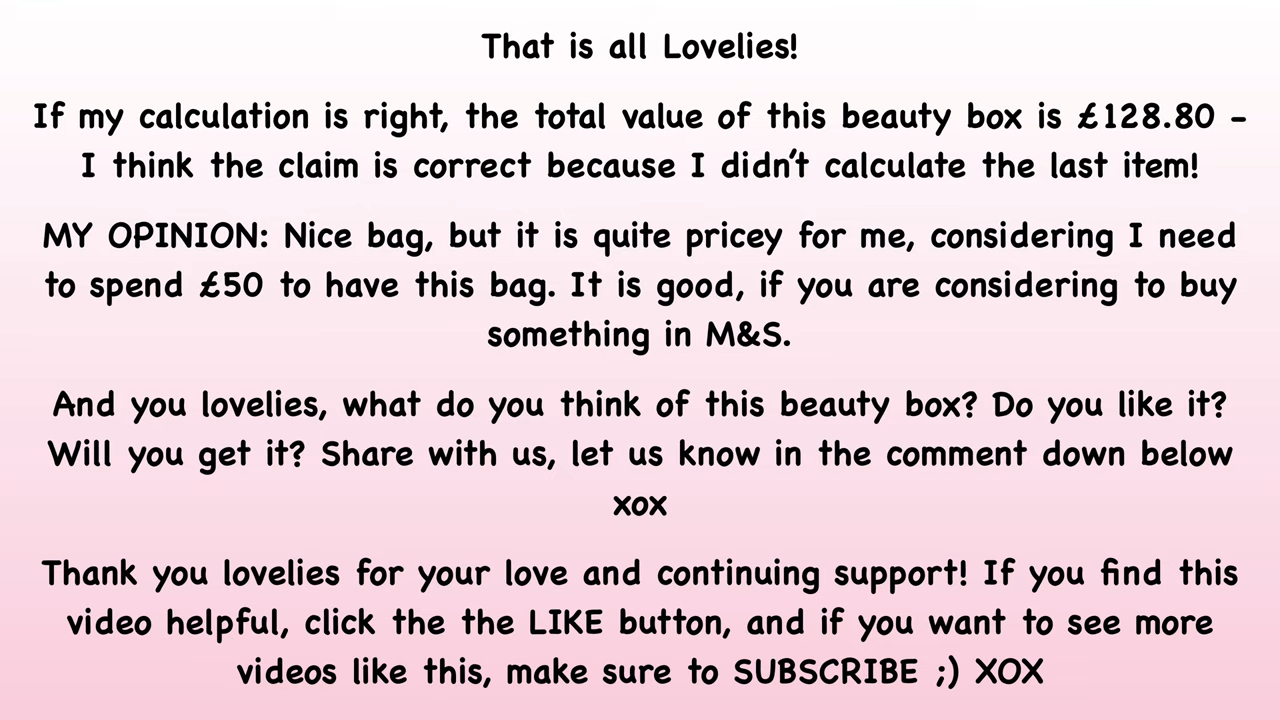 That is all Lovelies!
If my calculation is right, the total value of this beauty box is £128.80 -
I think the claim is correct because I didn't calculate the last item!
MY OPINION: Nice bag, but it is quite pricey for me, considering I need
to spend £50 to have this bag. It is good, if you are considering to buy
something in M&S.
And you lovelies, what do you think of this beauty box? Do you like it?
Will you get it? Share with us, let us know in the comment down below
xox
Thank you lovelies for your love and continuing support! If you find this
video helpful, click the the LIKE button, and if you want to see more
videos like this, make sure to SUBSCRIBE ;) XOX